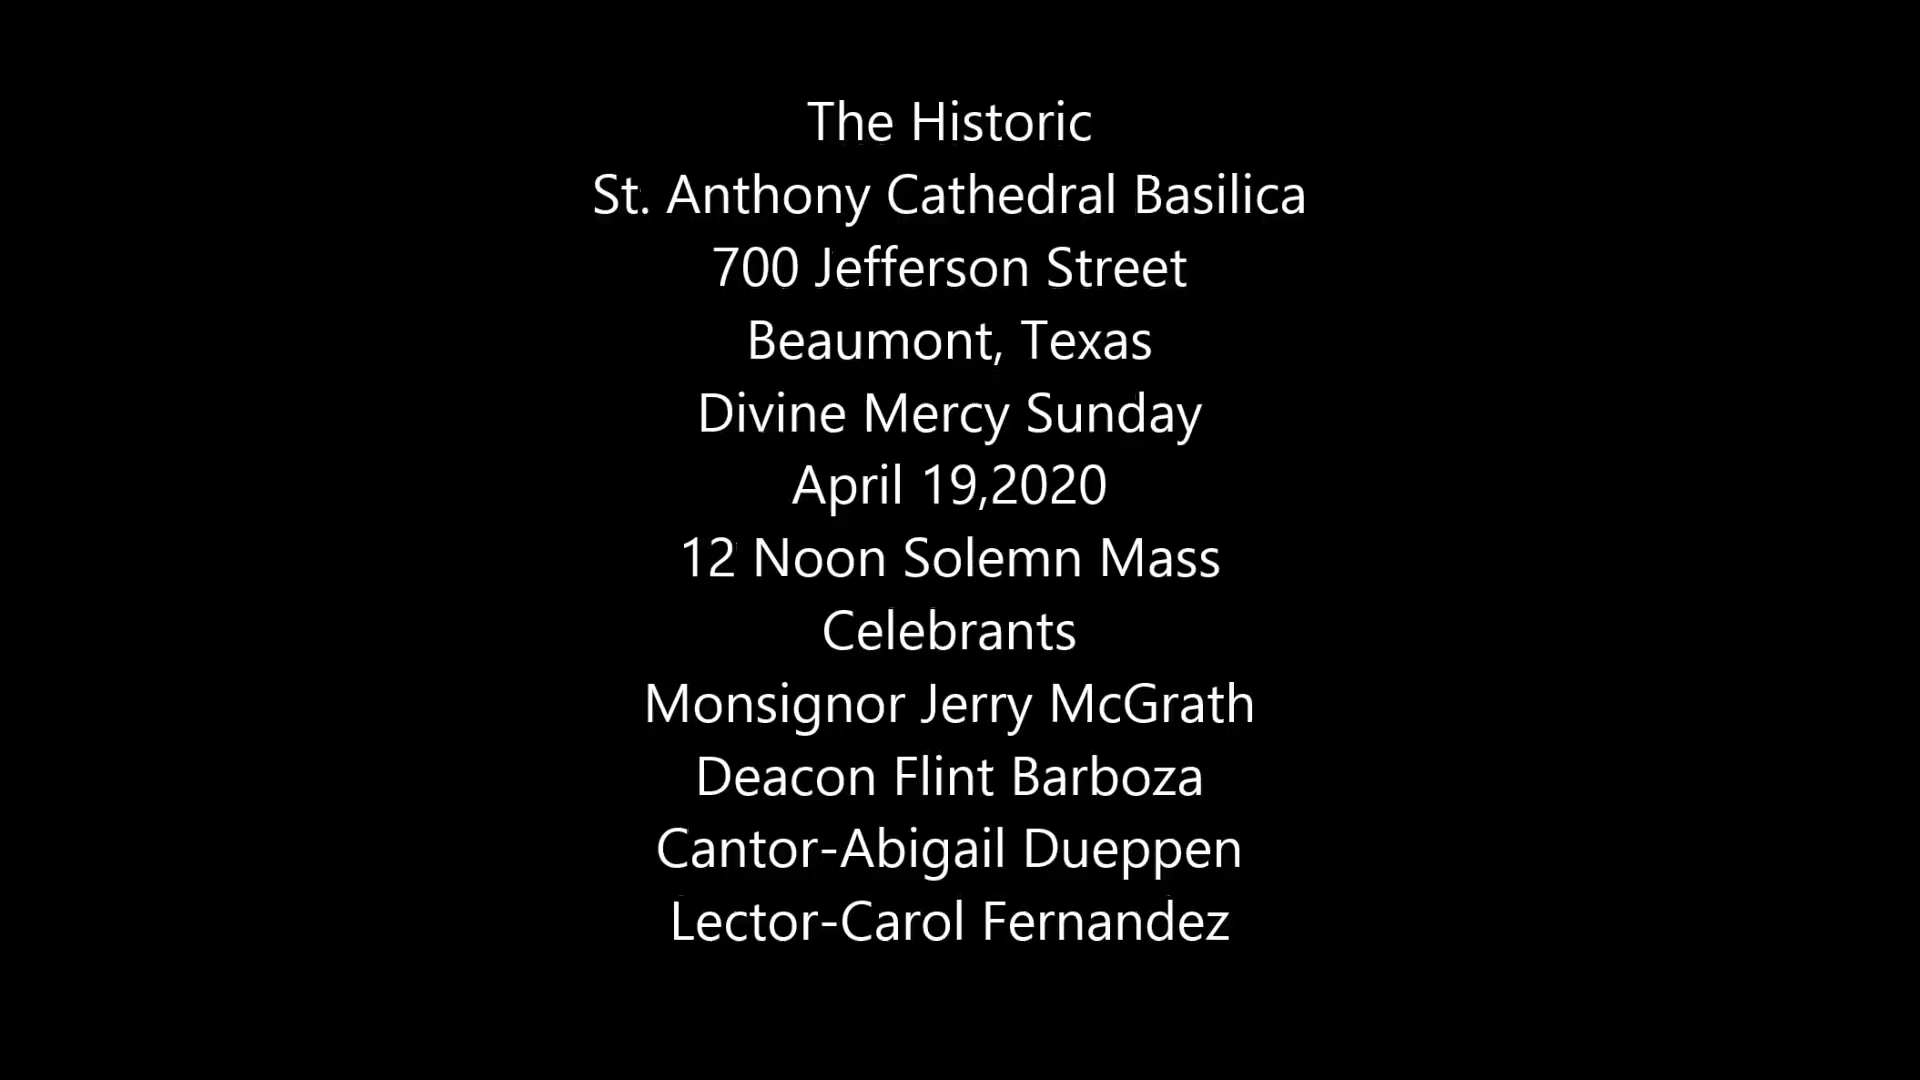 The Historic
St. Anthony Cathedral Basilica
700 Jefferson Street
Beaumont, Texas
Divine Mercy Sunday
April 19,2020
12 Noon Solemn Mass
Celebrants
Monsignor Jerry McGrath
Deacon Flint Barboza
Cantor-Abigail Dueppen
Lector-Carol Fernandez